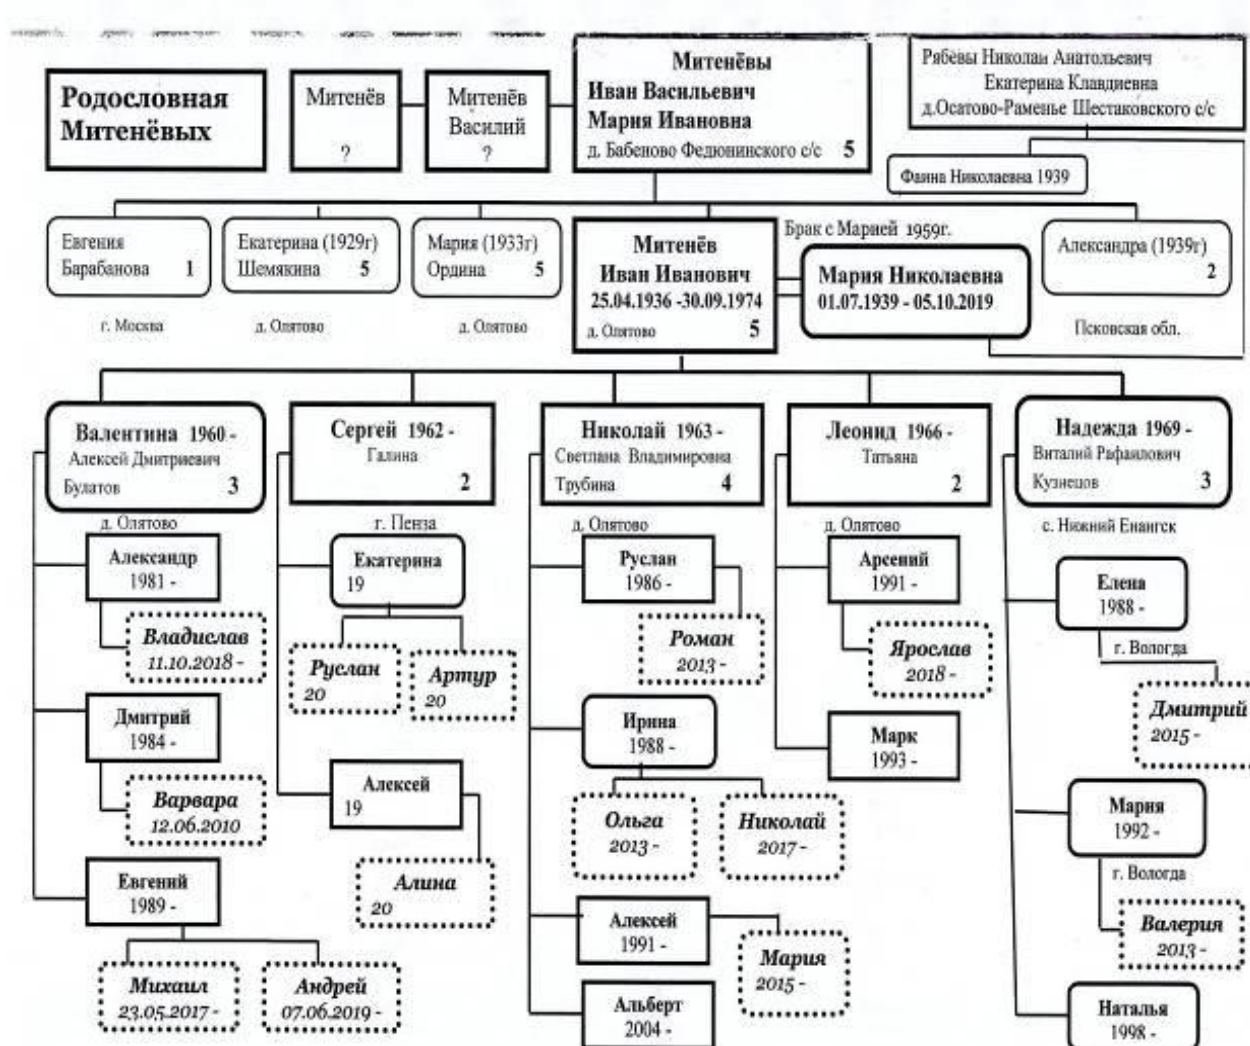 Родословная
Митенёвых
Митенёв
?
Митенёв
Василий
?
Митенёвы
Иван Васильевич
Мария Ивановна
д. Бабеново Федюнинского с/с 5
Рябёвы Николай Анатольевич
Екатерина Клавдиевна
д.Осатово-Раменье Шестаковского с/с
Фаина Николаевна 1939
Евгения
Барабанова 1
г. Москва
Екатерина (1929г)
Шемякина 5
д. Олятово
Мария (1933г)
Ордина 5
д. Олятово
Митенёв
Иван Иванович
25.04.1936 -30.09.1974
д. Олятово 5
Брак с Марией 1959г.
Мария Николаевна
01.07.1939 - 05.10.2019
Александра (1939г)
2
Псковская обл.
Валентина 1960 -
Алексей Дмитриевич
Булатов 3
д. Олятово
Сергей 1962 -
Галина
2
г. Пенза
Николай 1963 -
Светлана Владимировна
Трубина 4
д. Олятово
Леонид 1966 -
Татьяна
2
д. Олятово
Надежда 1969 -
Виталий Рафаилович
Кузнецов 3
с. Нижний Енангск
Александр
1981 -
Владислав
11.10.2018 -
Дмитрий
1984 -
Варвара
12.06.2010
Евгений
1989 -
Михаил
23.05.2017 -
Андрей
07.06.2019 -
Екатерина
19
Руслан
20
Артур
20
Алексей
19
Алина
20
Руслан
1986 -
Роман
2013 -
Ирина
1988 -
Ольга
2013 -
Николай
2017 -
Алексей
1991 -
Мария
2015 -
Альберт
2004 -
Арсений
1991 -
Ярослав
2018 -
Марк
1993 -
Елена
1988 -
г. Вологда
Дмитрий
2015 -
Мария
1992 -
г. Вологда
Валерия
2013 -
Наталья
1998 -